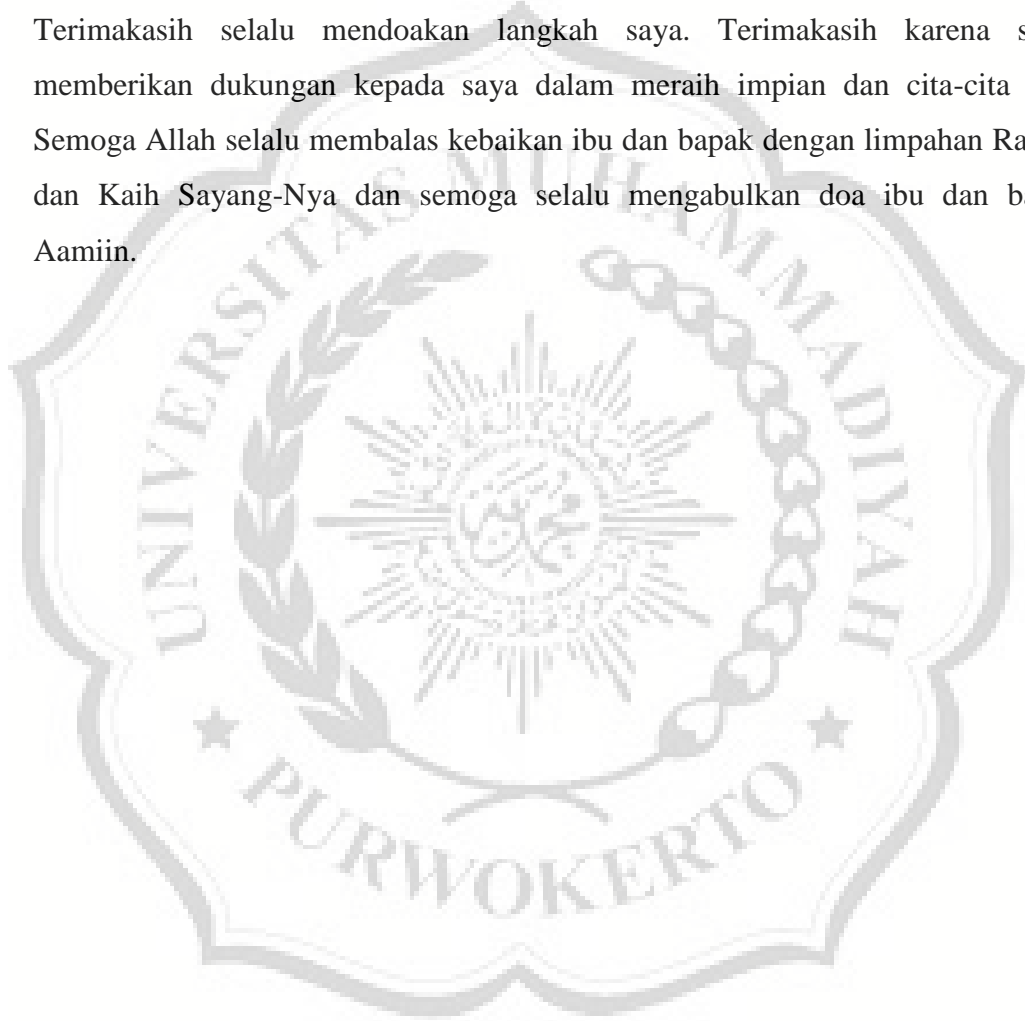 Terimakasih selalu mendoakan langkah saya. Terimakasih karena s
memberikan dukungan kepada saya dalam meraih impian dan cita-cita
Semoga Allah selalu membalas kebaikan ibu dan bapak dengan limpahan Ra
dan Kaih Sayang-Nya dan semoga selalu mengabulkan doa ibu dan ba
Aamiin.
UNIVERSITAS MUHAMMADIYAH
PURWOKERTO